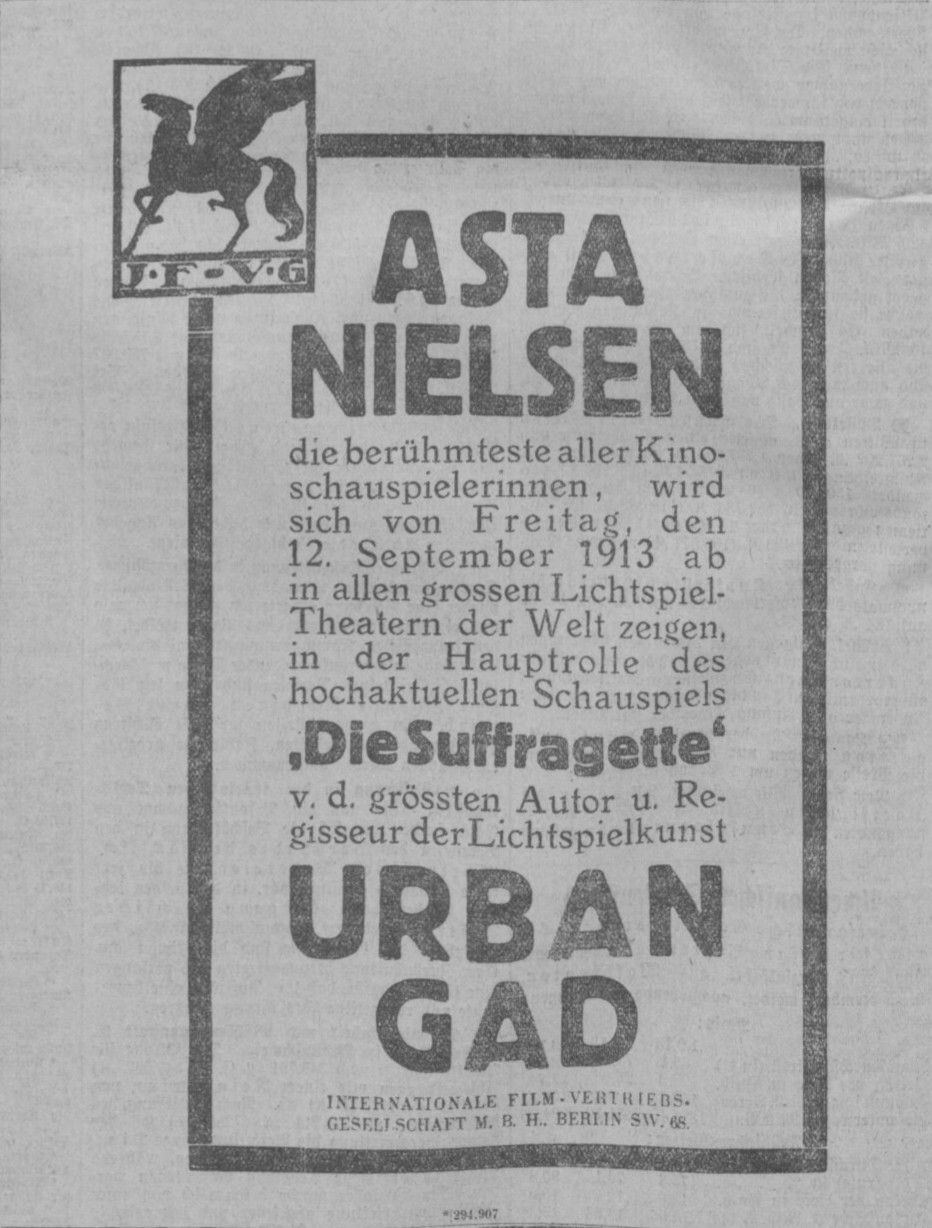 J·F-V·G
ASTA
NIELSEN
die berühmteste aller Kino-
schauspielerinnen, wird
sich von Freitag, den
12. September 1913 ab
in allen grossen Lichtspiel-
Theatern der Welt zeigen,
in der Hauptrolle des
hochaktuellen Schauspiels
‚Die Suffragette‘
v. d. grössten Autor u. Re-
gisseur der Lichtspielkunst
URBAN
GAD
INTERNATIONALE FILM-VERTRIEBS-
GESELLSCHAFT M. B. H.. BERLIN SW. 68.
*294.907